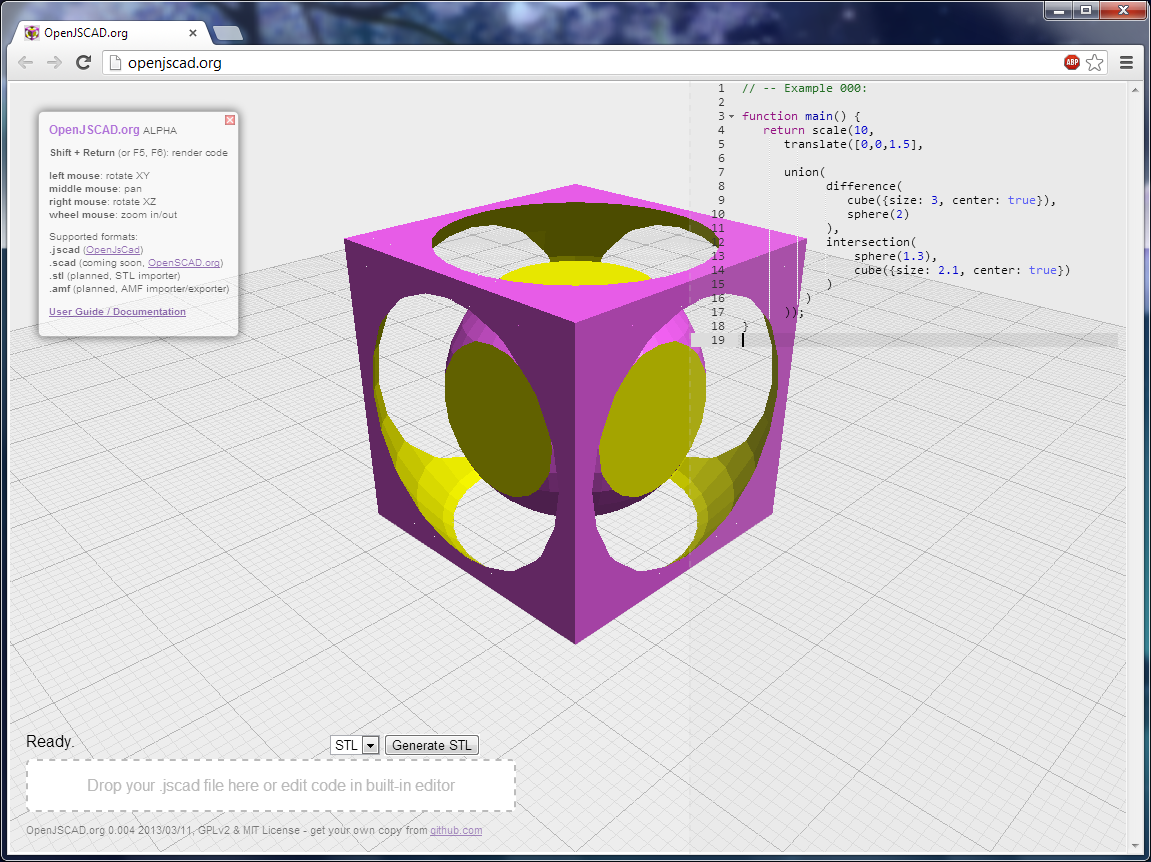 OpenJSCAD.org
openjscad.org
ABP
OpenJSCAD.org ALPHA
Shift + Return (or F5, F6): render code
left mouse: rotate XY
middle mouse: pan
right mouse: rotate XZ
wheel mouse: zoom in/out
Supported formats:
.jscad (OpenJsCad)
.scad (coming soon, OpenSCAD.org)
.stl (planned, STL importer)
.amf (planned, AMF importer/exporter)
User Guide / Documentation
1 // -- Example 000:
2
3 function main() {
4 return scale(10,
5 translate([0,0,1.5],
6
7 union(
8 difference(
9 cube({size: 3, center: true}),
10 sphere(2)
11 ),
12 intersection(
13 sphere(1.3),
14 cube({size: 2.1, center: true})
15 )
16 )
17 ));
18 }
19
Ready.
STL Generate STL
Drop your .jscad file here or edit code in built-in editor
OpenJSCAD.org 0.004 2013/03/11, GPLv2 & MIT License - get your own copy from github.com